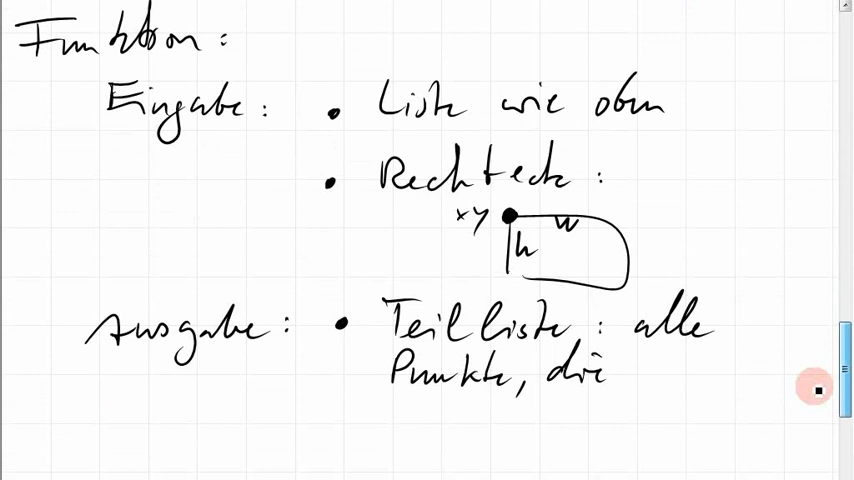 Funktion:
Eingabe: • Liste wie oben
• Rechteck:
xy w
h
Ausgabe: • Teilliste: alle
Punkte, die